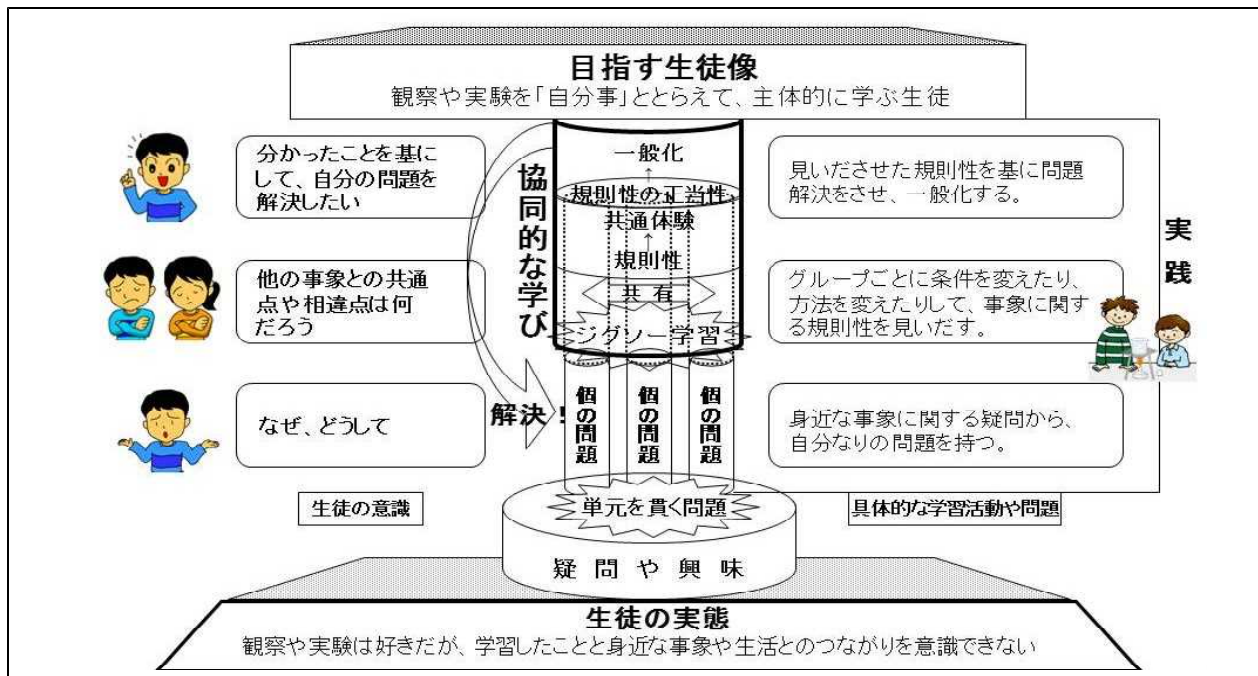 目指す生徒像
観察や実験を「自分事」ととらえて、主体的に学ぶ生徒
分かったことを基に
して、自分の問題を
解決したい
協同的な学び
一般化
↑
規則性の正当性
共通体験
↑
規則性
共有
ジグソー学習
見いださせた規則性を基に問題
解決をさせ、一般化する。
実践
他の事象との共通
点や相違点は何
だろう
グループごとに条件を変えたり、
方法を変えたりして、事象に関す
る規則性を見いだす。
なぜ、どうして
解決!
個の問題
個の問題
個の問題
身近な事象に関する疑問から、
自分なりの問題を持つ。
生徒の意識
単元を貫く問題
具体的な学習活動や問題
疑問や興味
生徒の実態
観察や実験は好きだが、学習したことと身近な事象や生活とのつながりを意識できない